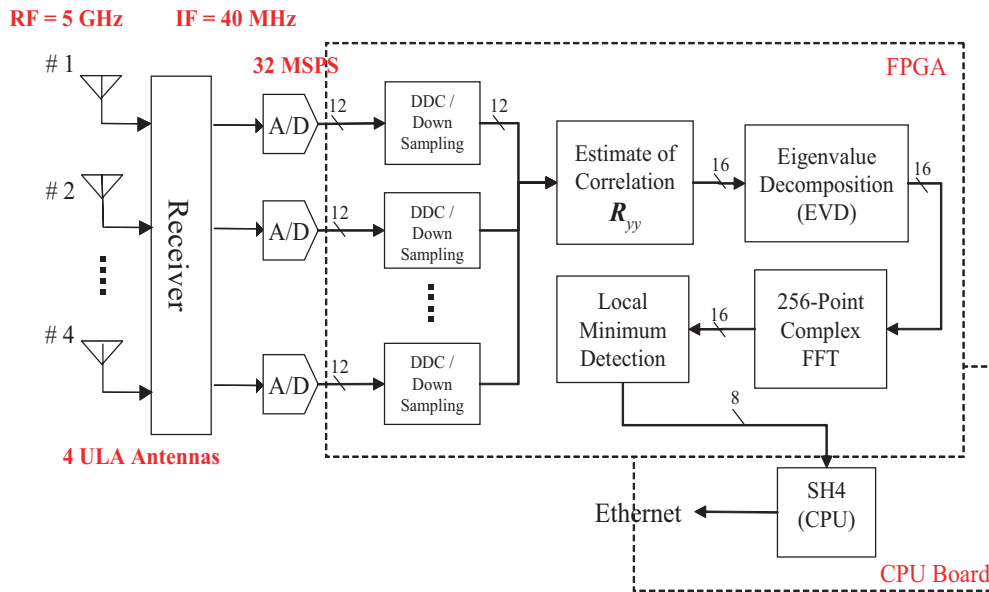 RF = 5 GHz
IF = 40 MHz
32 MSPS
FPGA
# 1
# 2
# 4
Receiver
4 ULA Antennas
A/D
12
DDC /
Down
Sampling
12
A/D
12
DDC /
Down
Sampling
A/D
12
DDC /
Down
Sampling
Estimate of
Correlation
Ryy
16
Eigenvalue
Decomposition
(EVD)
16
256-Point
Complex
FFT
16
Local
Minimum
Detection
8
SH4
(CPU)
Ethernet
CPU Board